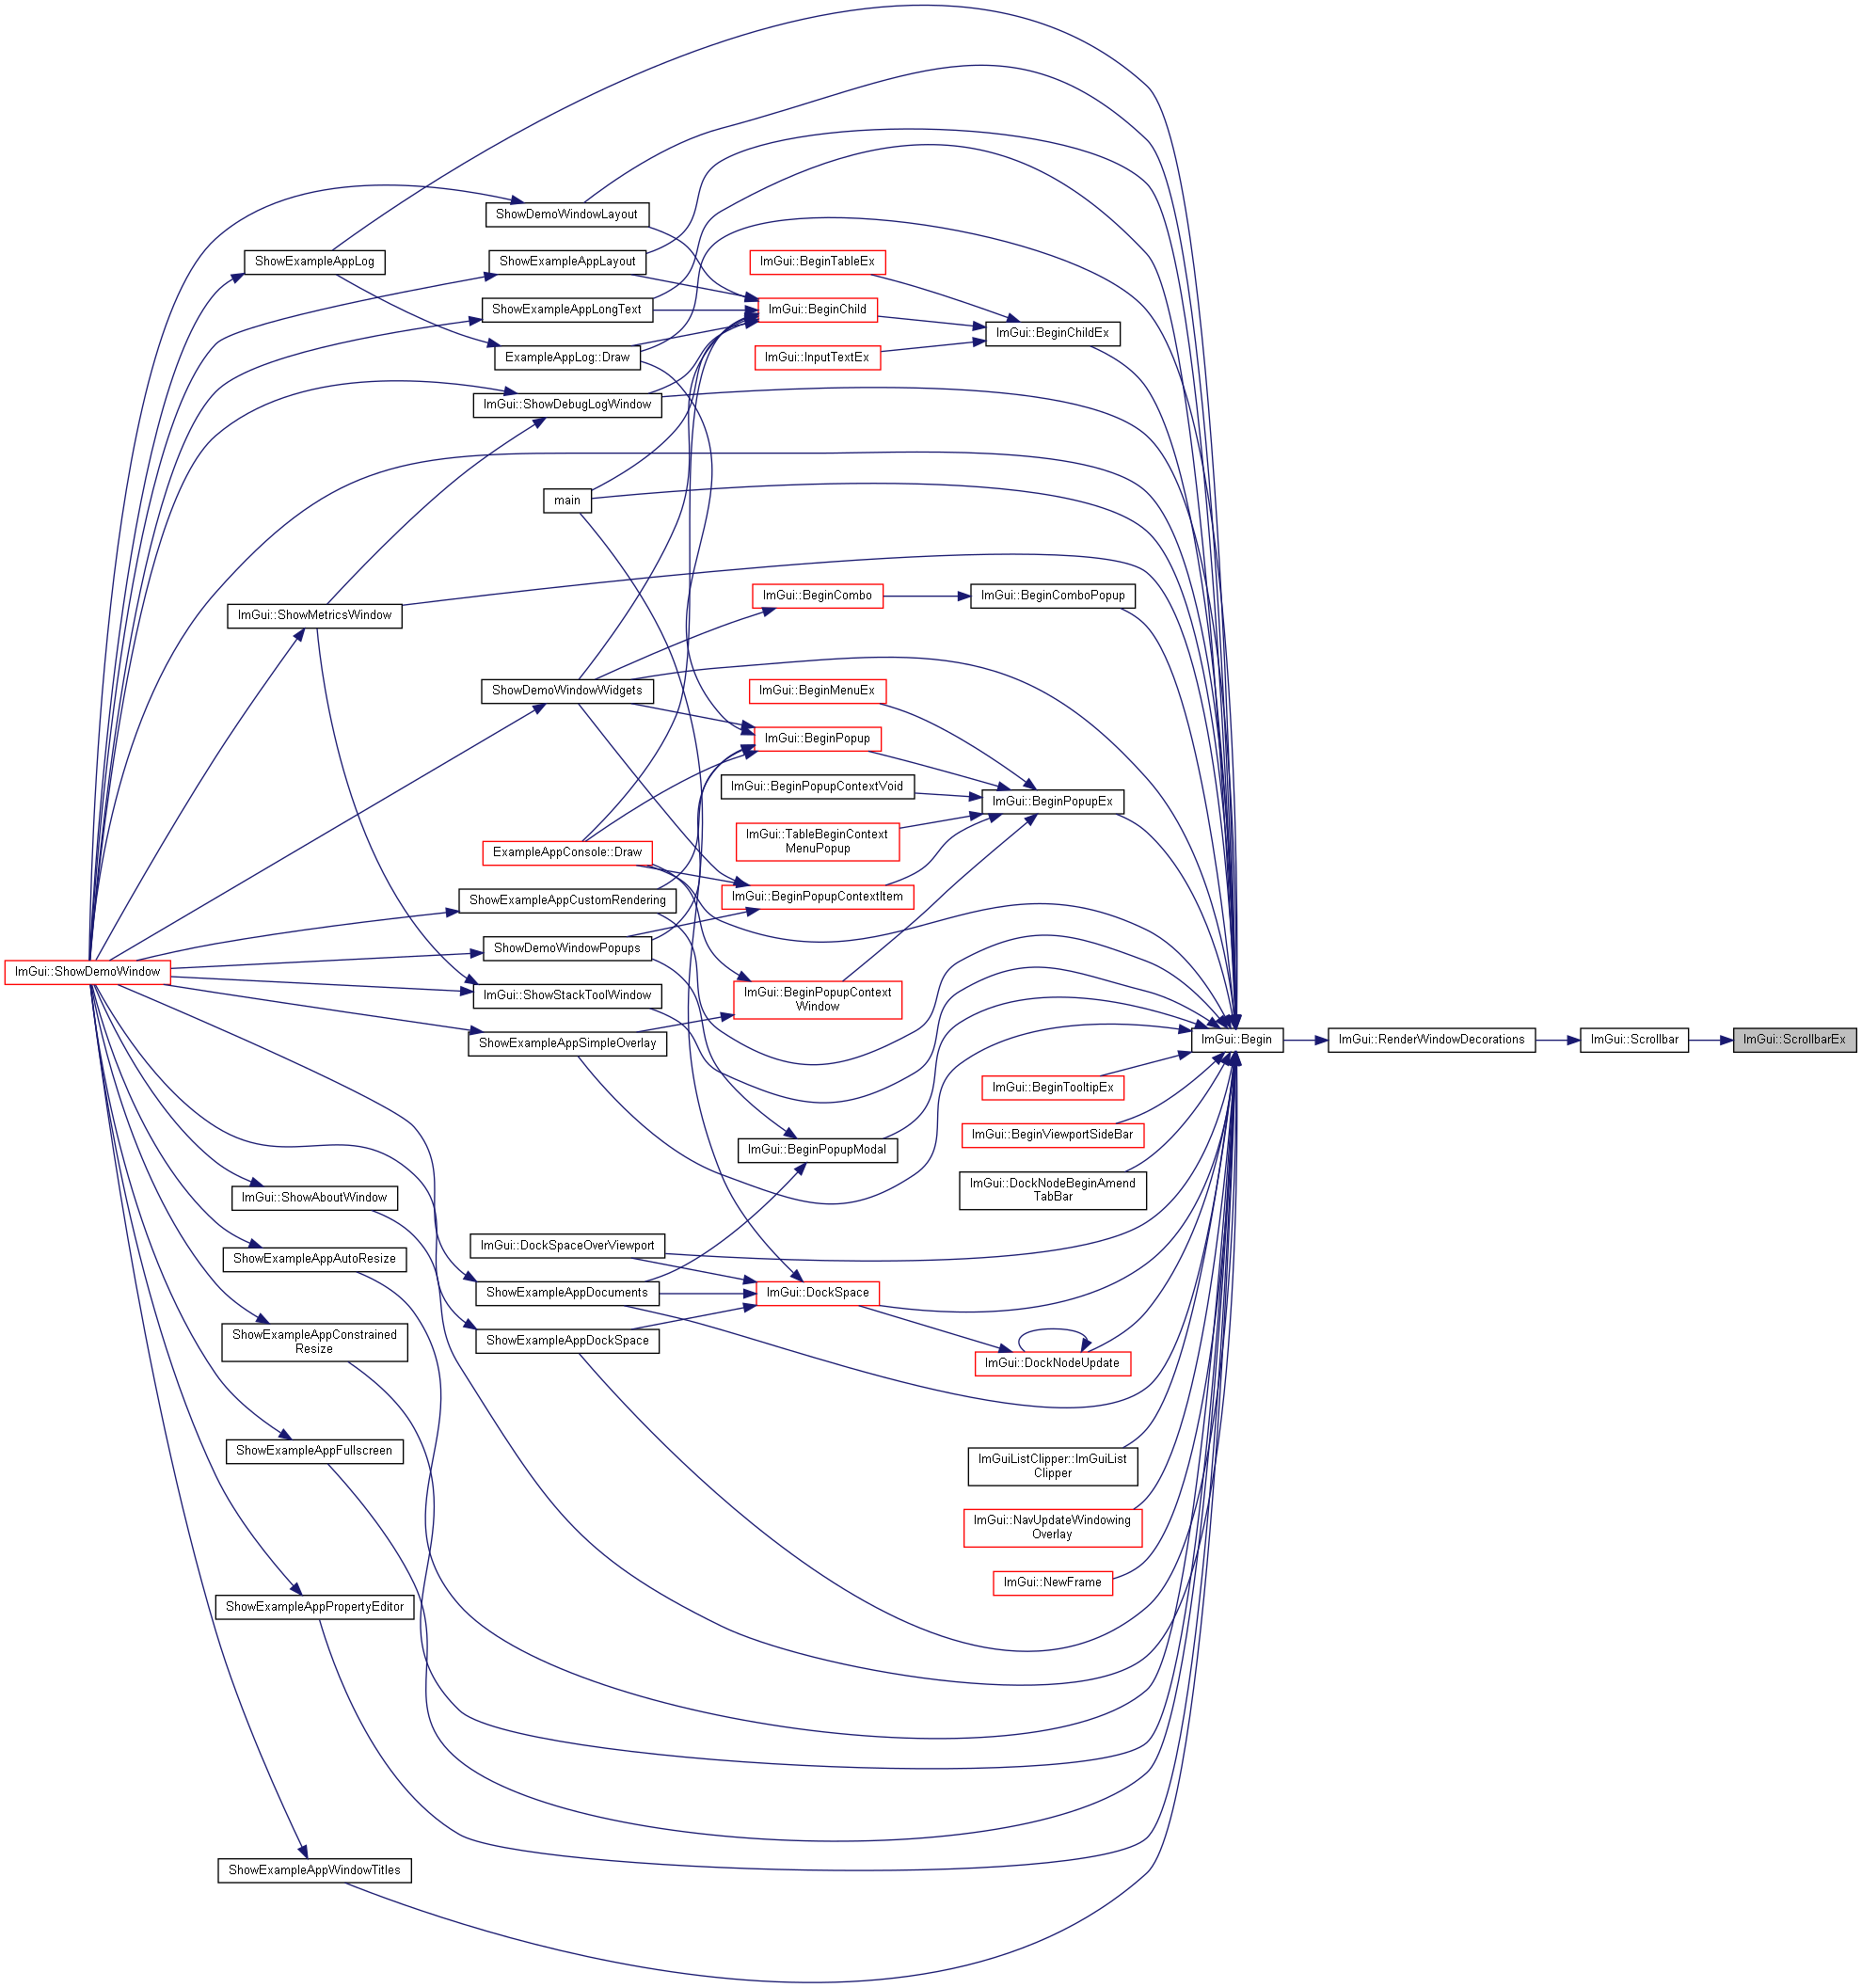 ShowDemoWindowLayout
ShowExampleAppLog
ShowExampleAppLayout
ImGui::BeginTableEx
ShowExampleAppLongText
ImGui::BeginChild
ImGui::BeginChildEx
ExampleAppLog::Draw
ImGui::InputTextEx
ImGui::ShowDebugLogWindow
main
ImGui::ShowMetricsWindow
ImGui::BeginCombo
ImGui::BeginComboPopup
ShowDemoWindowWidgets
ImGui::BeginMenuEx
ImGui::BeginPopup
ImGui::BeginPopupContextVoid
ImGui::BeginPopupEx
ImGui::TableBeginContext
MenuPopup
ExampleAppConsole::Draw
ShowExampleAppCustomRendering
ImGui::BeginPopupContextItem
ShowDemoWindowPopups
ImGui::ShowDemoWindow
ImGui::ShowStackToolWindow
ImGui::BeginPopupContext
Window
ShowExampleAppSimpleOverlay
ImGui::Begin
ImGui::RenderWindowDecorations
ImGui::Scrollbar
ImGui::ScrollbarEx
ImGui::BeginTooltipEx
ImGui::BeginViewportSideBar
ImGui::BeginPopupModal
ImGui::DockNodeBeginAmend
TabBar
ImGui::ShowAboutWindow
ImGui::DockSpaceOverViewport
ShowExampleAppAutoResize
ShowExampleAppDocuments
ImGui::DockSpace
ShowExampleAppConstrained
Resize
ShowExampleAppDockSpace
ImGui::DockNodeUpdate
ShowExampleAppFullscreen
ImGuiListClipper::ImGuiList
Clipper
ImGui::NavUpdateWindowing
Overlay
ImGui::NewFrame
ShowExampleAppPropertyEditor
ShowExampleAppWindowTitles